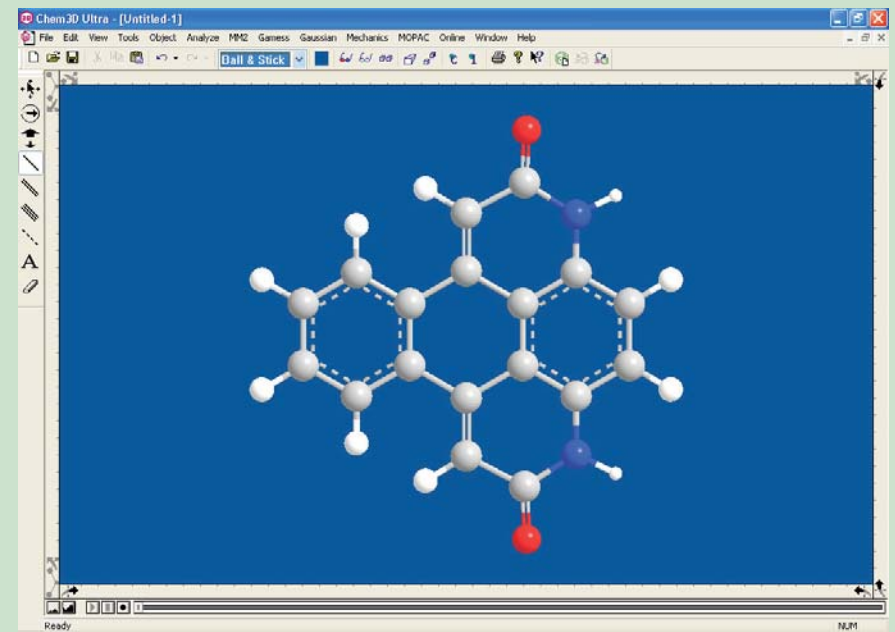 Chem3D Ultra - [Untitled-1]
File Edit View Tools Object Analyze MM2 Gamess Gaussian Mechanics MOPAC Online Window Help
Ball & Stick
A
Ready NUM